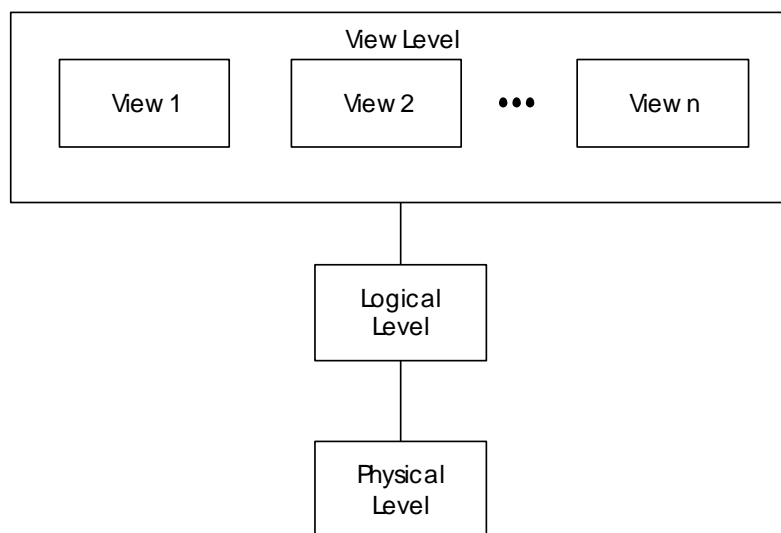 View Level
View 1
View 2
•••
View n
Logical
Level
Physical
Level